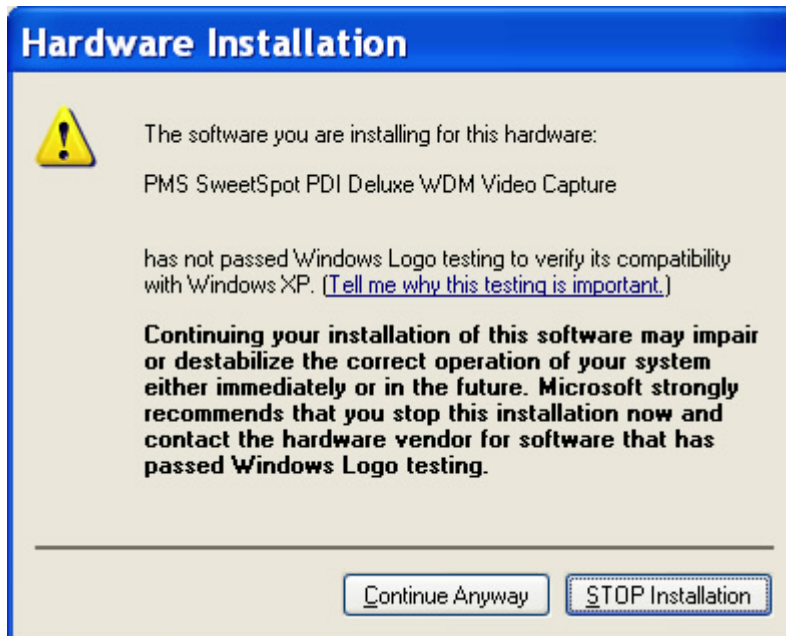 Hardware Installation
The software you are installing for this hardware:
PMS SweetSpot PDI Deluxe WDM Video Capture
has not passed Windows Logo testing to verify its compatibility
with Windows XP. (Tell me why this testing is important.)
Continuing your installation of this software may impair
or destabilize the correct operation of your system
either immediately or in the future. Microsoft strongly
recommends that you stop this installation now and
contact the hardware vendor for software that has
passed Windows Logo testing.
Continue Anyway STOP Installation